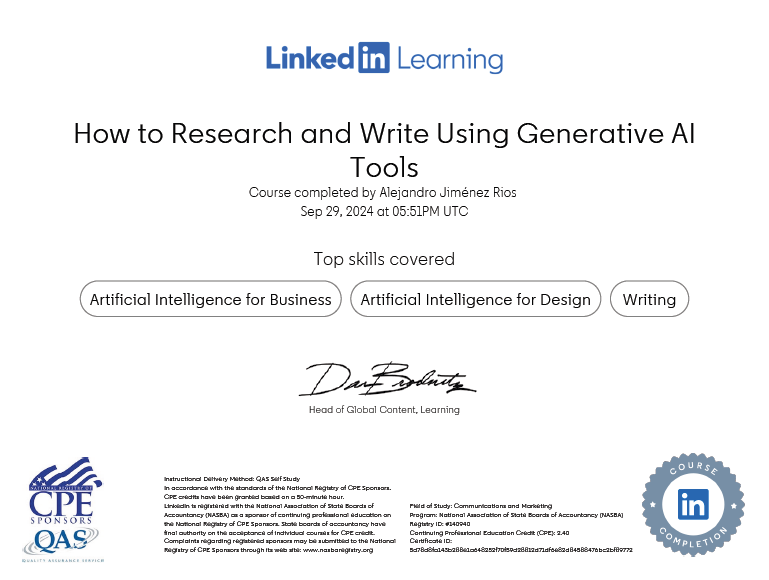 LinkedIn Learning
How to Research and Write Using Generative AI
Tools
Course completed by Alejandro Jiménez Rios
Sep 29, 2024 at 05:51PM UTC
Top skills covered
Artificial Intelligence for Business
Artificial Intelligence for Design
Writing
Head of Global Content, Learning
NATIONAL REGISTRY OF
CPE
SPONSORS
QAS
QUALITY ASSURANCE SERVICE
Instructional Delivery Method: QAS Self Study
In accordance with the standards of the National Registry of CPE Sponsors,
CPE credits have been granted based on a 50-minute hour.
LinkedIn is registered with the National Association of State Boards of
Accountancy (NASBA) as a sponsor of continuing professional education on
the National Registry of CPE Sponsors. State boards of accountancy have
final authority on the acceptance of individual courses for CPE credit.
Complaints regarding registered sponsors may be submitted to the National
Registry of CPE Sponsors through its web site: www.nasbaregistry.org
Field of Study: Communications and Marketing
Program: National Association of State Boards of Accountancy (NASBA)
Registry ID: #140940
Continuing Professional Education Credit (CPE): 2.40
Certificate ID:
COURSE
in
COMPLETION